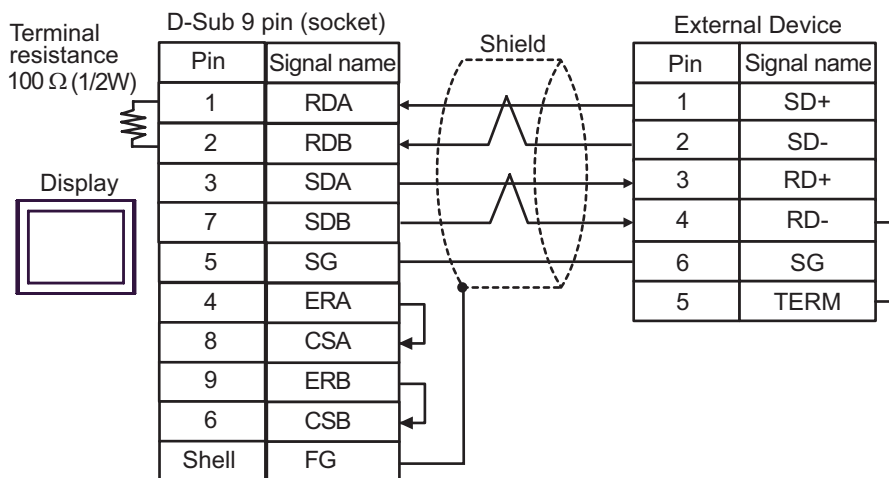 D-Sub 9 pin (socket)
External Device
Terminal
resistance
100 Ω (1/2W)
Shield
Display
Pin Signal name
1 RDA
2 RDB
3 SDA
7 SDB
5 SG
4 ERA
8 CSA
9 ERB
6 CSB
Shell FG
Pin Signal name
1 SD+
2 SD-
3 RD+
4 RD-
6 SG
5 TERM